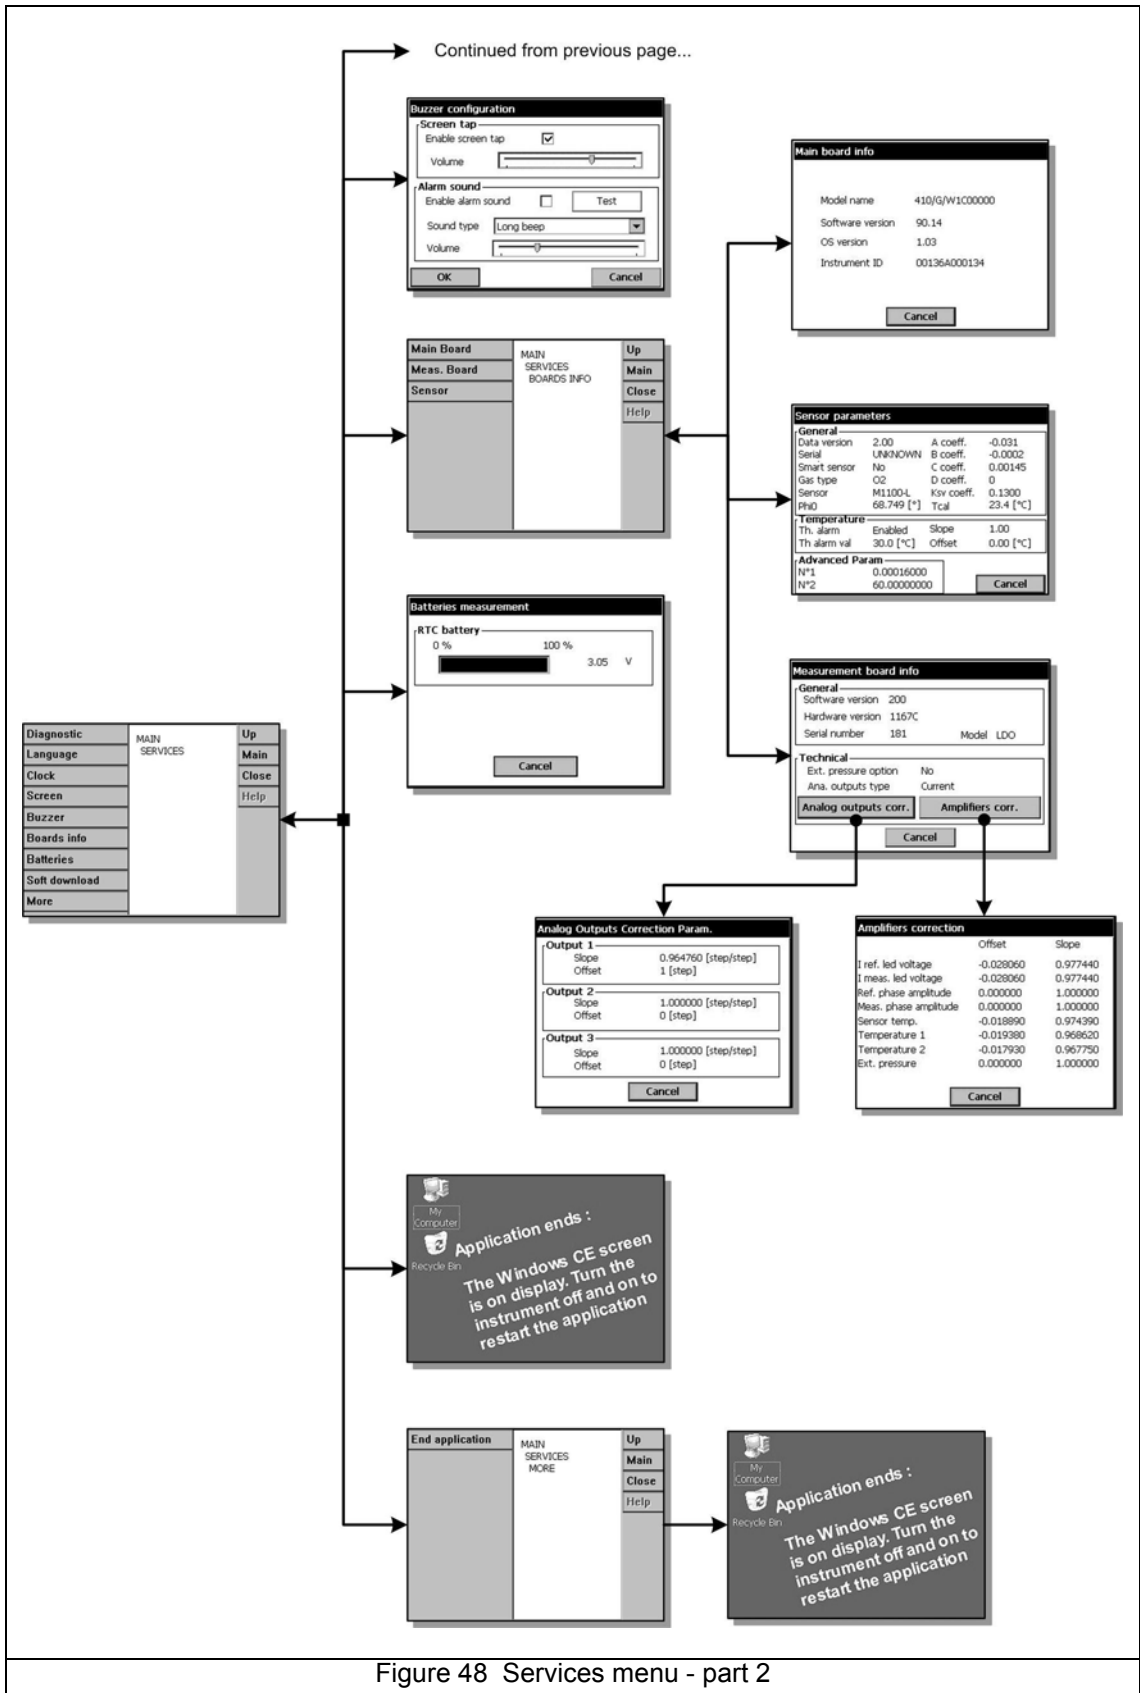 Continued from previous page...
Buzzer configuration
Screen tap
Enable screen tap
Volume
Alarm sound
Enable alarm sound
Test
Sound type Long beep
Volume
OK Cancel
Main board info
Model name 410/G/W1C00000
Software version 90.14
OS version 1.03
Instrument ID 00136A000134
Cancel
Main Board
Meas. Board
Sensor
MAIN
SERVICES
BOARDS INFO
Up
Main
Close
Help
Sensor parameters
General
Data version 2.00 A coeff. -0.031
Serial UNKNOWN B coeff. -0.0002
Smart sensor No C coeff. 0.00145
Gas type O2 D coeff. 0
Sensor M1100-L Ksv coeff. 0.1300
Phi0 68.749 [°] Tcal 23.4 [°C]
Temperature
Th. alarm Enabled Slope 1.00
Th alarm val 30.0 [°C] Offset 0.00 [°C]
Advanced Param
N°1 0.00016000
N°2 60.00000000
Cancel
Batteries measurement
RTC battery
0 % 100 %
3.05 V
Cancel
Measurement board info
General
Software version 200
Hardware version 1167C
Serial number 181 Model LDO
Technical
Ext. pressure option No
Ana. outputs type Current
Analog outputs corr. Amplifiers corr.
Cancel
Diagnostic
Language
Clock
Screen
Buzzer
Boards info
Batteries
Soft download
More
MAIN
SERVICES
Up
Main
Close
Help
Analog Outputs Correction Param.
Output 1
Slope 0.964760 [step/step]
Offset 1 [step]
Output 2
Slope 1.000000 [step/step]
Offset 0 [step]
Output 3
Slope 1.000000 [step/step]
Offset 0 [step]
Cancel
Amplifiers correction
Offset Slope
I ref. led voltage -0.028060 0.977440
I meas. led voltage -0.028060 0.977440
Ref. phase amplitude 0.000000 1.000000
Meas. phase amplitude 0.000000 1.000000
Sensor temp. -0.018890 0.974390
Temperature 1 -0.019380 0.968620
Temperature 2 -0.017930 0.967750
Ext. pressure 0.000000 1.000000
Cancel
My
Computer
Recycle Bin
Application ends :
The Windows CE screen
is on display. Turn the
instrument off and on to
restart the application
End application
MAIN
SERVICES
MORE
Up
Main
Close
Help
My
Computer
Recycle Bin
Application ends :
The Windows CE screen
is on display. Turn the
instrument off and on to
restart the application
Figure 48 Services menu - part 2